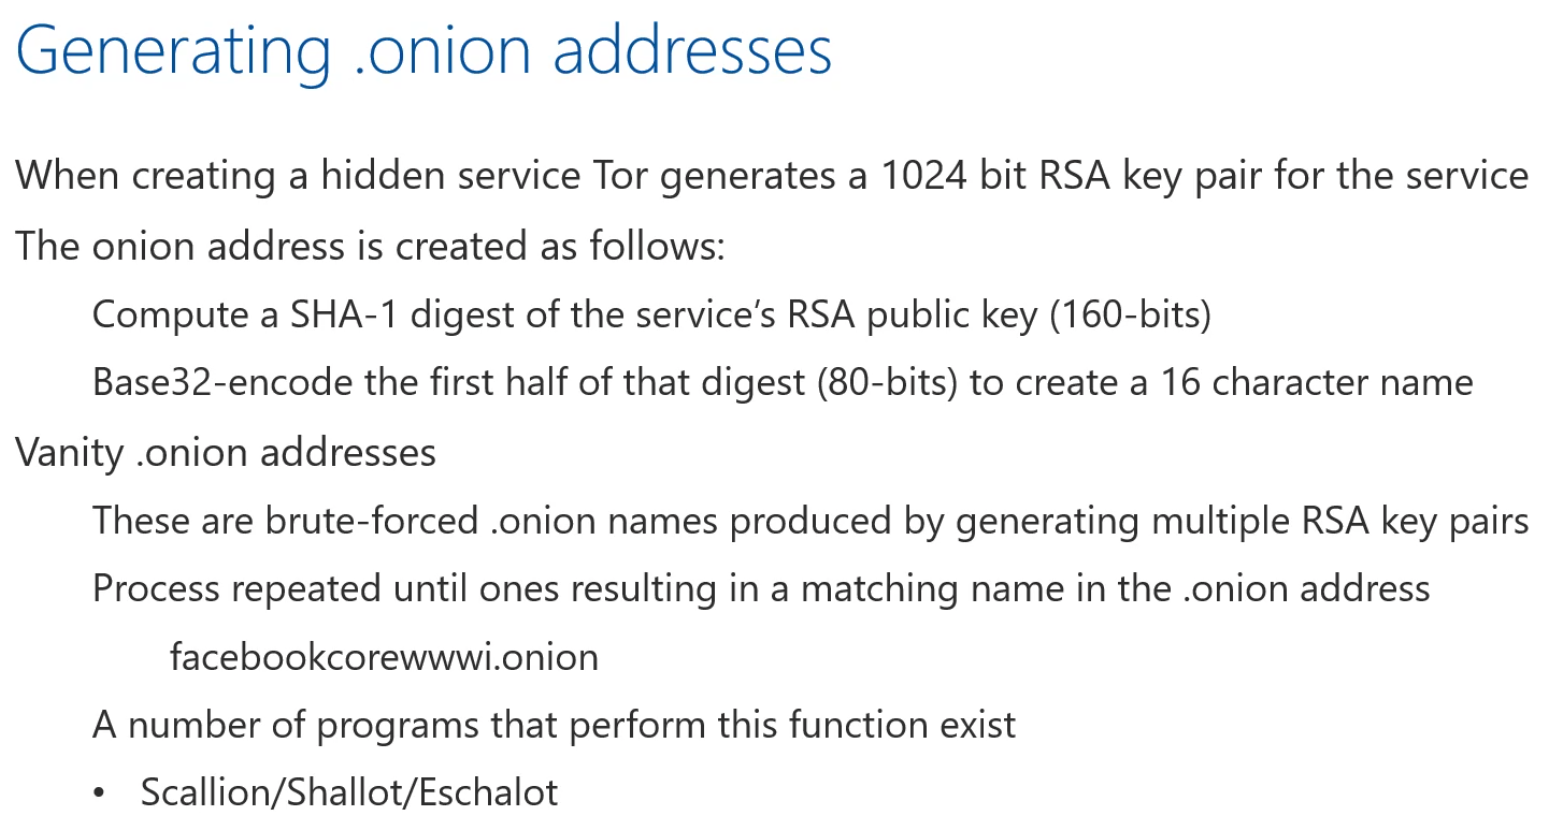 Generating .onion addresses
When creating a hidden service Tor generates a 1024 bit RSA key pair for the service
The onion address is created as follows:
Compute a SHA-1 digest of the service’s RSA public key (160-bits)
Base32-encode the first half of that digest (80-bits) to create a 16 character name
Vanity .onion addresses
These are brute-forced .onion names produced by generating multiple RSA key pairs
Process repeated until ones resulting in a matching name in the .onion address
facebookcorewwwi.onion
A number of programs that perform this function exist
• Scallion/Shallot/Eschalot